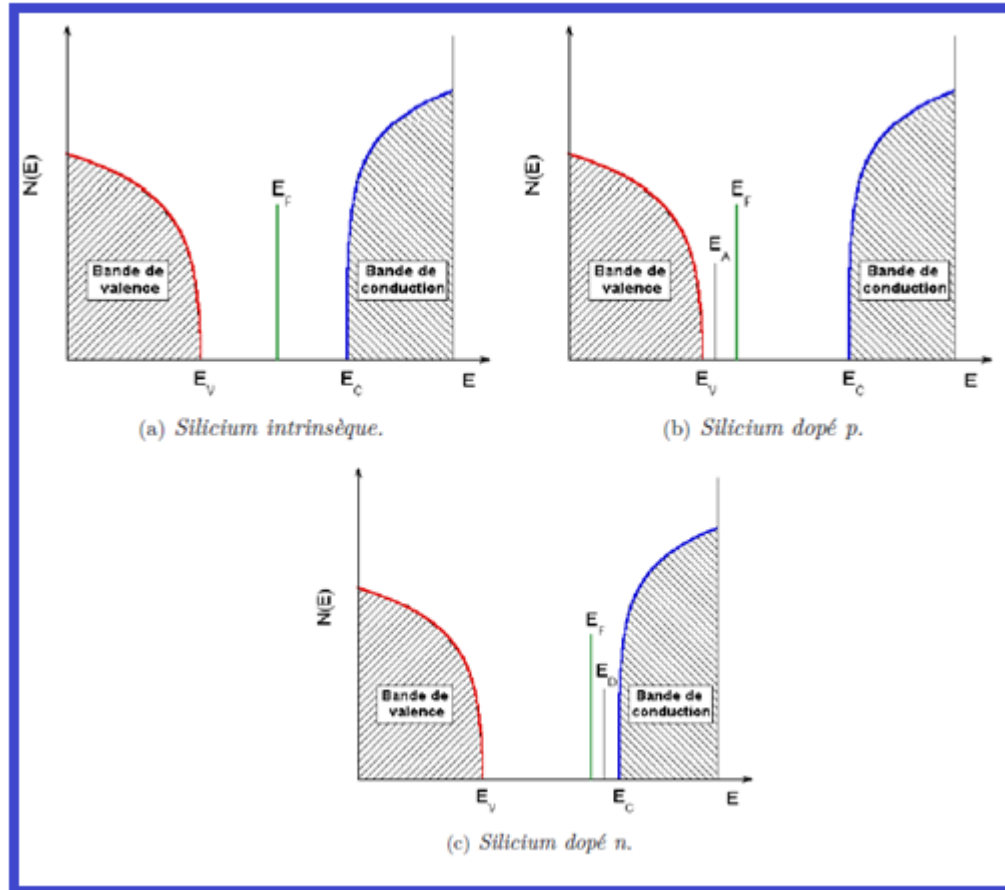 N(E)
E_F
Bande de
valence
Bande de
conduction
E_V
E_C
E
(a) Silicium intrinsèque.
N(E)
E_F
E_A
Bande de
valence
Bande de
conduction
E_V
E_C
E
(b) Silicium dopé p.
N(E)
E_F
E_D
Bande de
valence
Bande de
conduction
E_V
E_C
E
(c) Silicium dopé n.